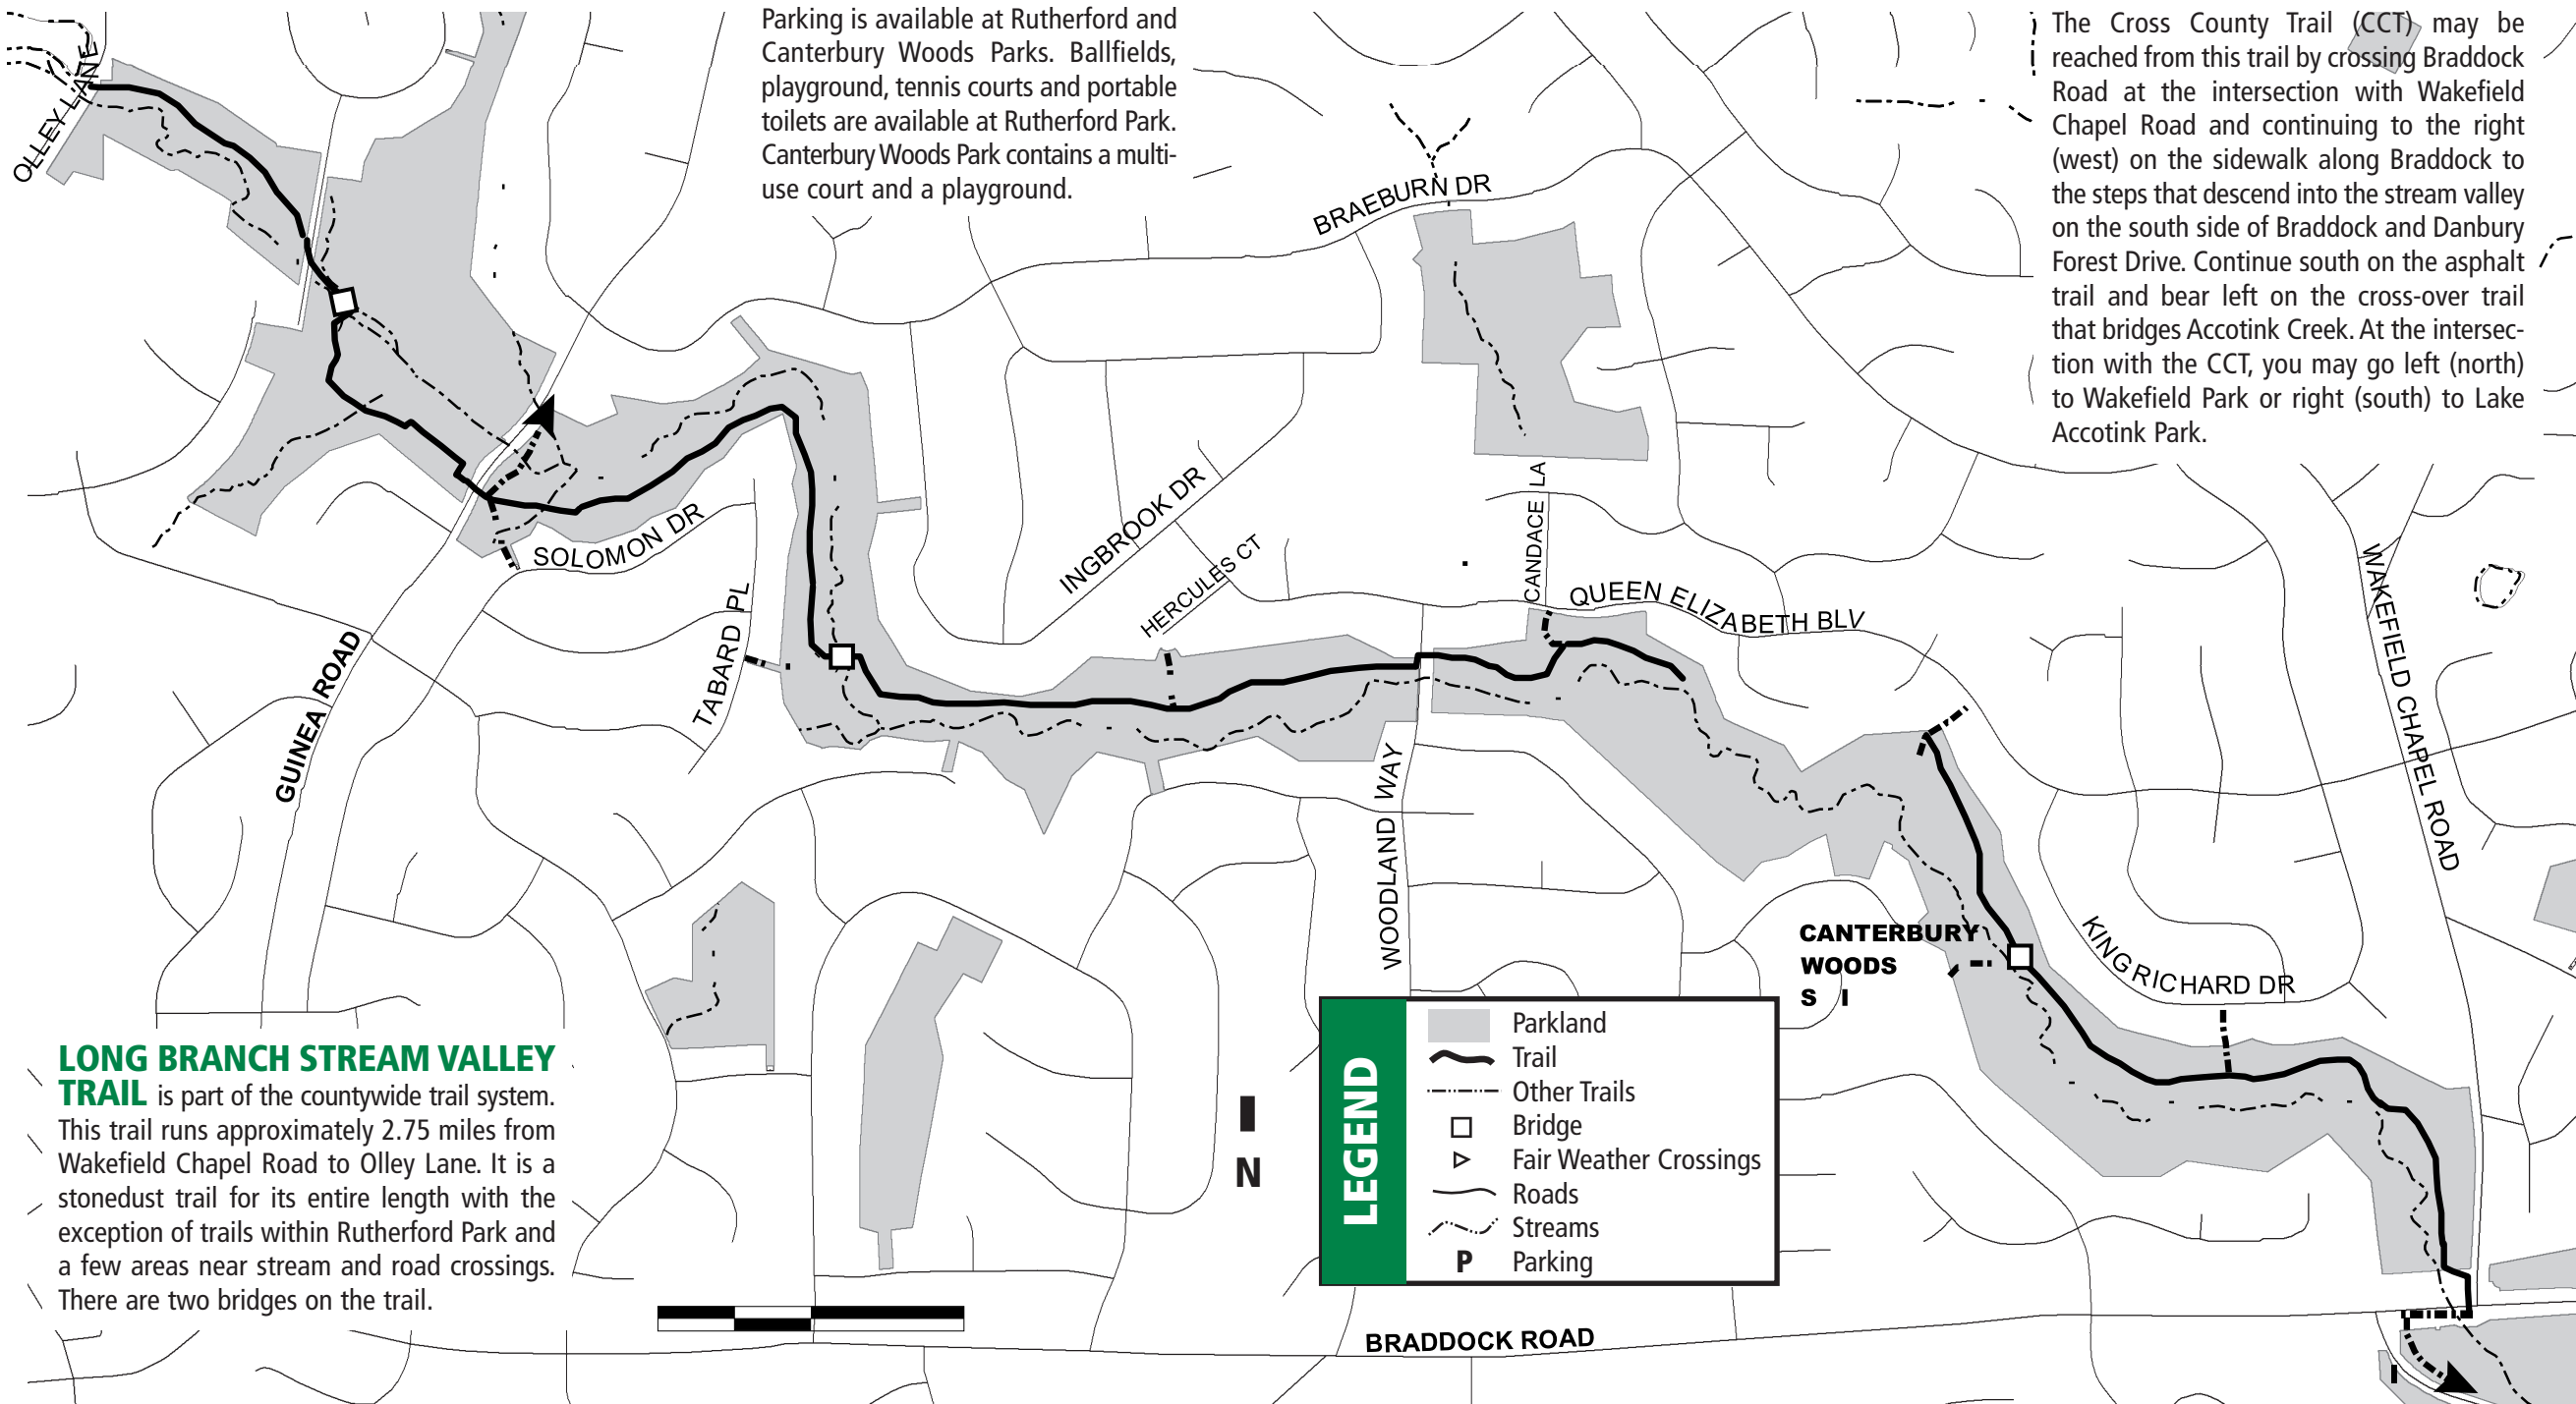 Parking is available at Rutherford and
Canterbury Woods Parks. Ballfields,
playground, tennis courts and portable
toilets are available at Rutherford Park.
Canterbury Woods Park contains a multi-
use court and a playground.
The Cross County Trail (CCT) may be
reached from this trail by crossing Braddock
Road at the intersection with Wakefield
Chapel Road and continuing to the right
(west) on the sidewalk along Braddock to
the steps that descend into the stream valley
on the south side of Braddock and Danbury
Forest Drive. Continue south on the asphalt
trail and bear left on the cross-over trail
that bridges Accotink Creek. At the intersec-
tion with the CCT, you may go left (north)
to Wakefield Park or right (south) to Lake
Accotink Park.
OLLEY LANE
BRAEBURN DR
SOLOMON DR
INGBROOK DR
HERCULES CT
CANDACE LA
QUEEN ELIZABETH BLV
WAKEFIELD CHAPEL ROAD
TABARD PL
GUINEA ROAD
WOODLAND WAY
CANTERBURY
WOODS
S I
KING RICHARD DR
LONG BRANCH STREAM VALLEY
TRAIL is part of the countywide trail system.
This trail runs approximately 2.75 miles from
Wakefield Chapel Road to Olley Lane. It is a
stonedust trail for its entire length with the
exception of trails within Rutherford Park and
a few areas near stream and road crossings.
There are two bridges on the trail.
N
LEGEND
Parkland
Trail
Other Trails
Bridge
Fair Weather Crossings
Roads
Streams
P Parking
BRADDOCK ROAD